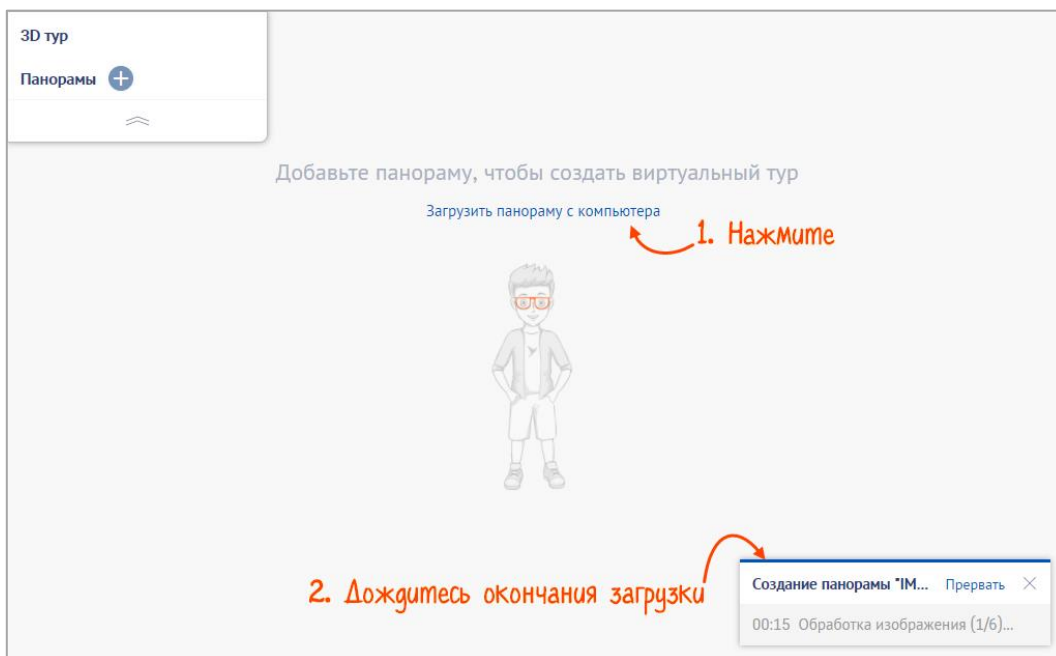 3D тур
Панорамы
Добавьте панораму, чтобы создать виртуальный тур
Загрузить панораму с компьютера
1. Нажмите
2. Дождитесь окончания загрузки
Создание панорамы "IM... Прервать
00:15 Обработка изображения (1/6)...